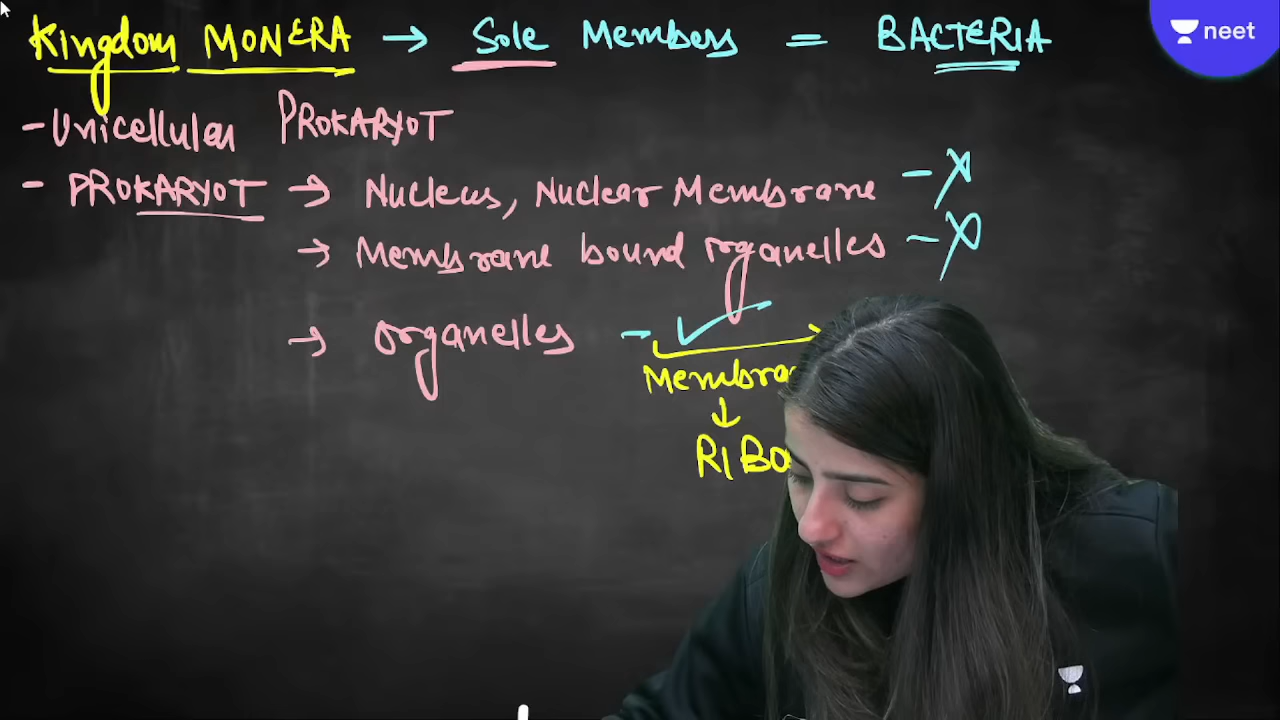 Kingdom MONERA → Sole Members = BACTERIA
neet
- Unicellular PROKARYOT
- PROKARYOT → Nucleus, Nuclear Membrane - X
→ Membrane bound organelles - X
→ organelles - ✓